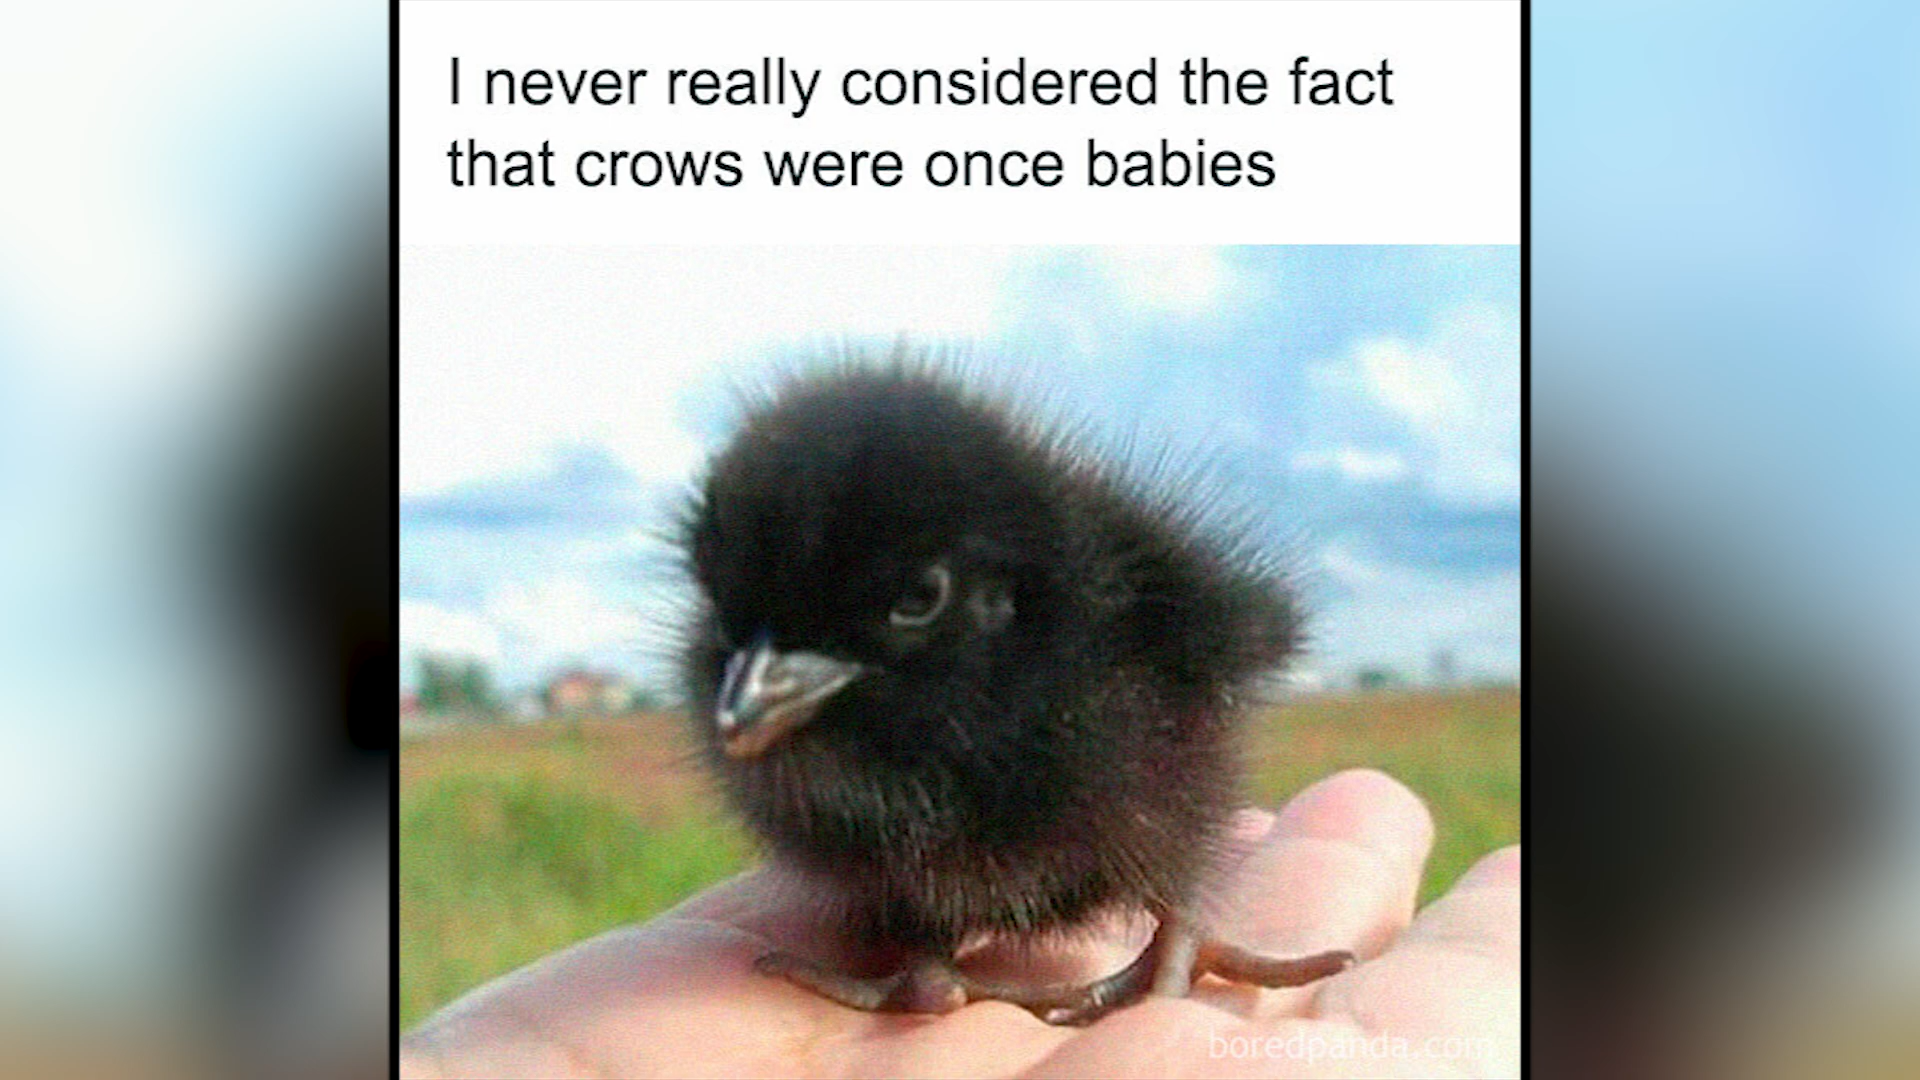 I never really considered the fact
that crows were once babies
boredpanda.com